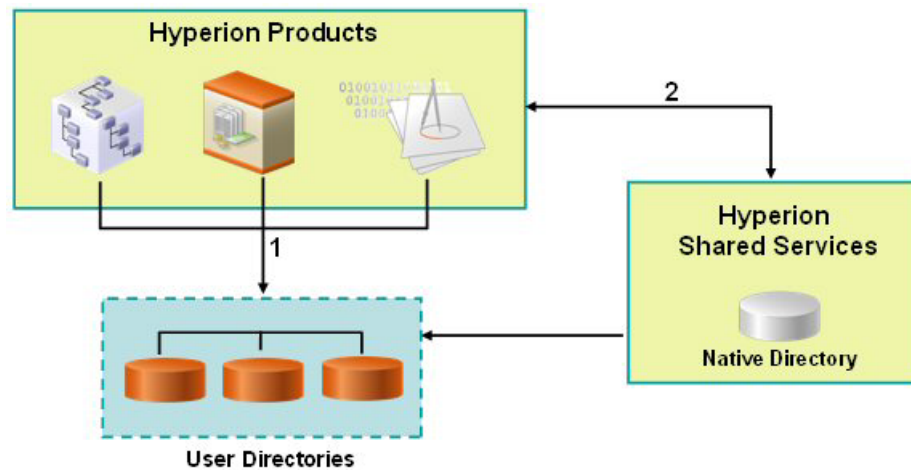 Hyperion Products
2
1
Hyperion
Shared Services
Native Directory
User Directories